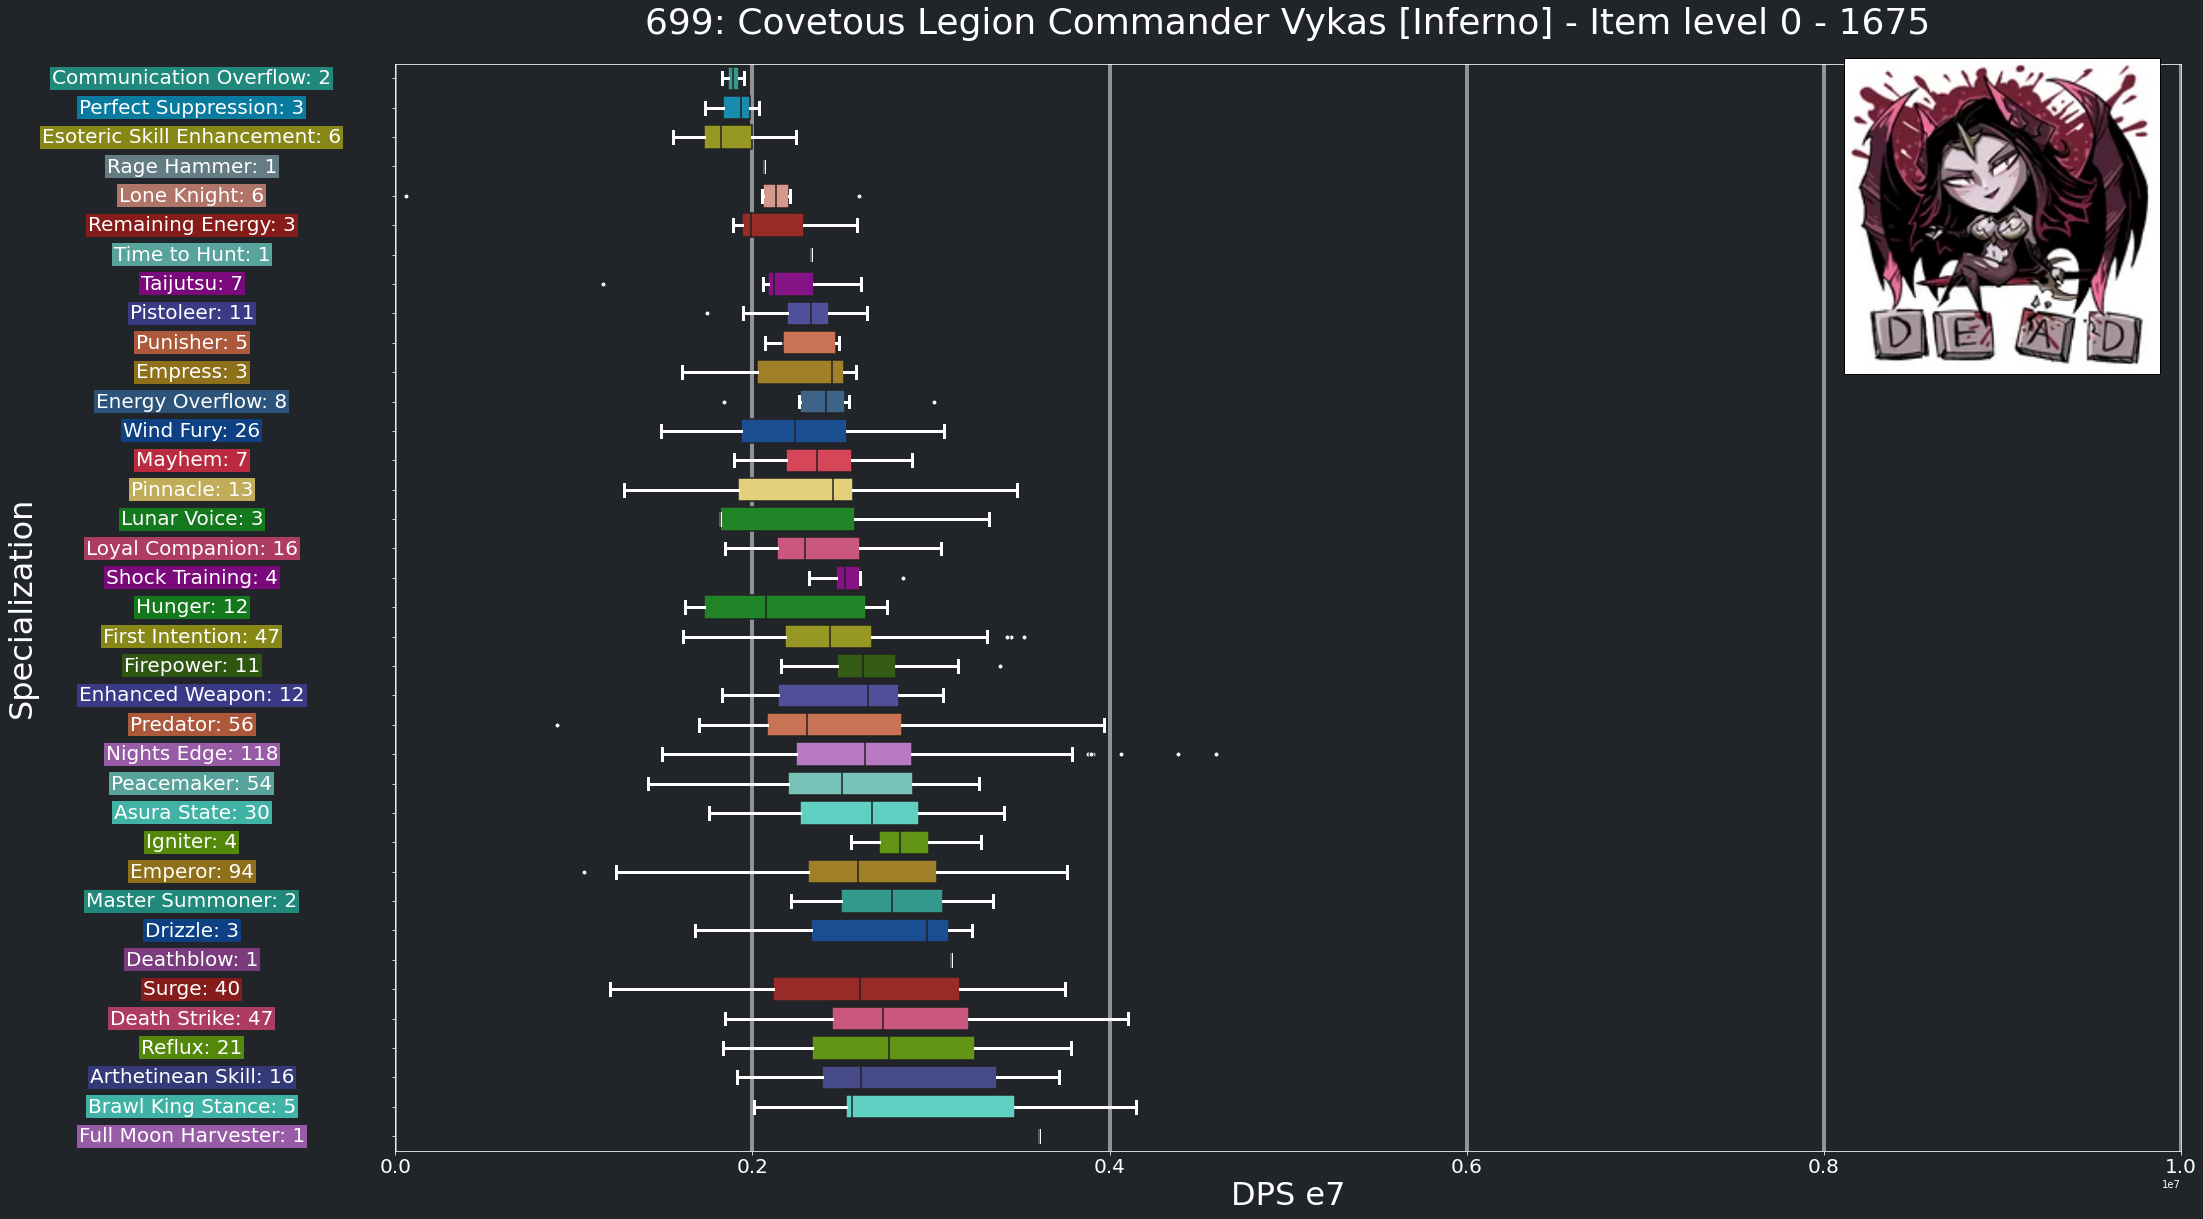 699: Covetous Legion Commander Vykas [Inferno] - Item level 0 - 1675
Communication Overflow: 2
Perfect Suppression: 3
Esoteric Skill Enhancement: 6
Rage Hammer: 1
Lone Knight: 6
Remaining Energy: 3
Time to Hunt: 1
Taijutsu: 7
Pistoleer: 11
Punisher: 5
Empress: 3
Energy Overflow: 8
Wind Fury: 26
Mayhem: 7
Pinnacle: 13
Lunar Voice: 3
Loyal Companion: 16
Shock Training: 4
Hunger: 12
First Intention: 47
Firepower: 11
Enhanced Weapon: 12
Predator: 56
Nights Edge: 118
Peacemaker: 54
Asura State: 30
Igniter: 4
Emperor: 94
Master Summoner: 2
Drizzle: 3
Deathblow: 1
Surge: 40
Death Strike: 47
Reflux: 21
Arthetinean Skill: 16
Brawl King Stance: 5
Full Moon Harvester: 1
Specialization
D E A D
0.0 0.2 0.4 0.6 0.8 1.0
1e7
DPS e7